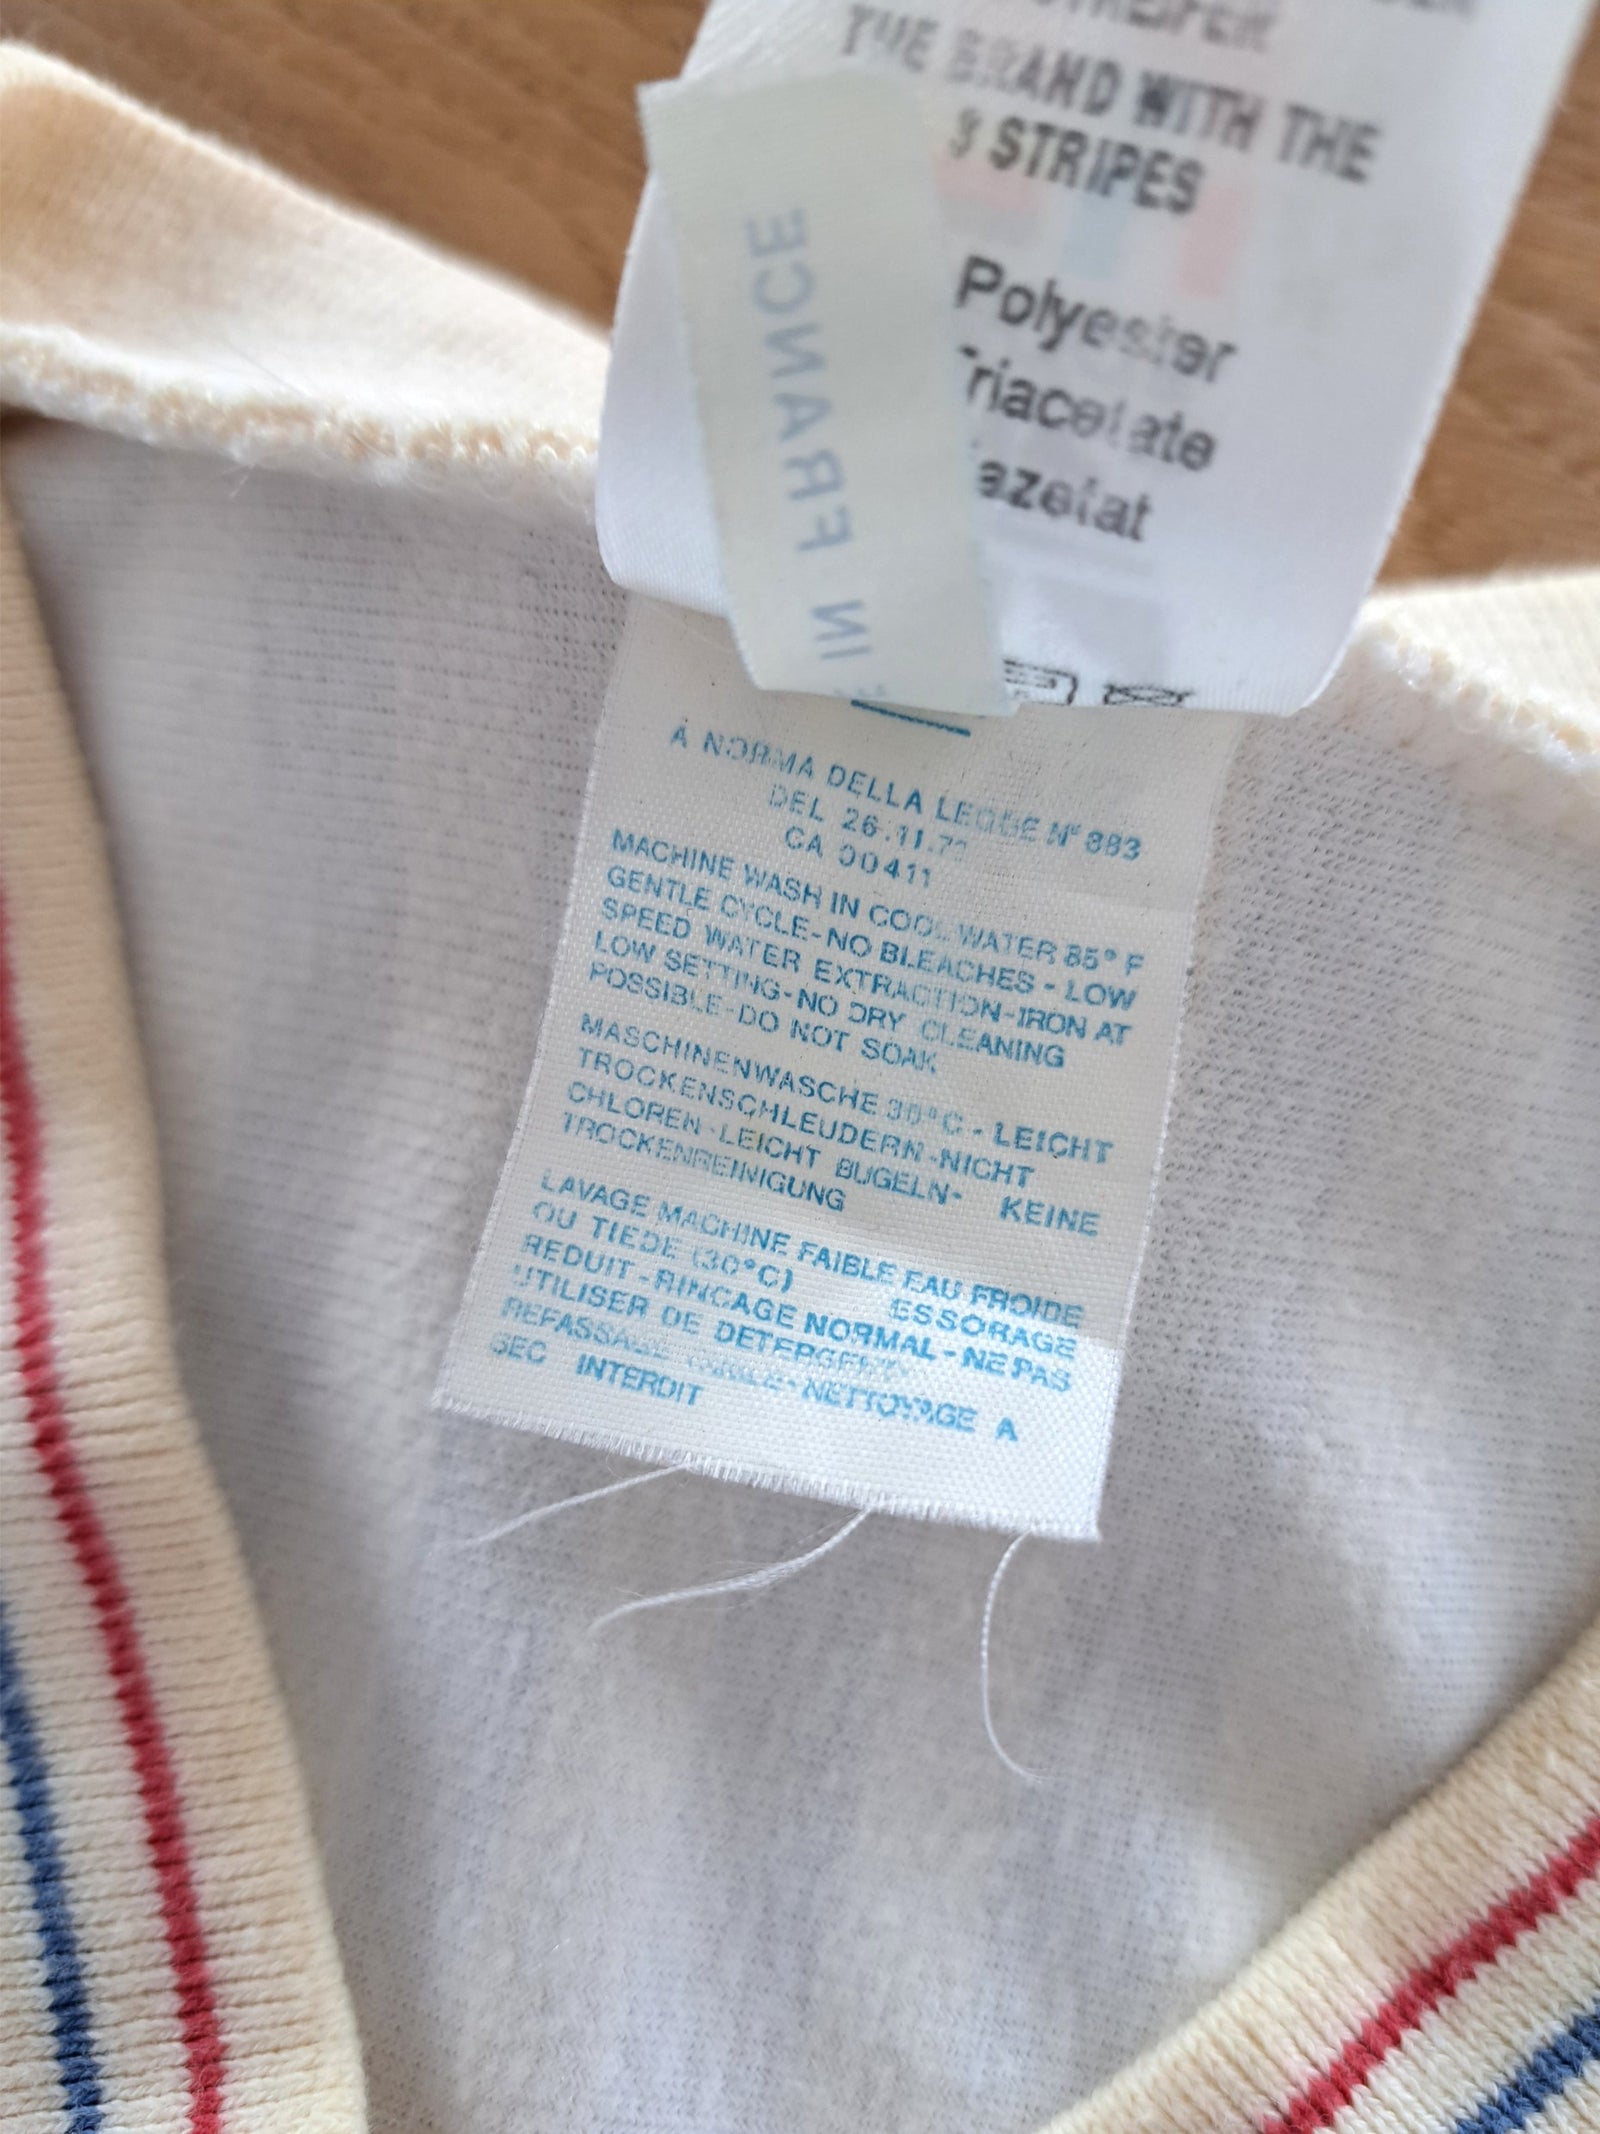 THE BRAND WITH THE
3 STRIPES
Polyester
Triacetate
azetat
IN FRANCE
A NORMA DELLA LEGGE N° 883
DEL 26.11.73
CA 00411
MACHINE WASH IN COOL WATER 85° F
GENTLE CYCLE-NO BLEACHES - LOW
SPEED WATER EXTRACTION-IRON AT
LOW SETTING-NO DRY CLEANING
POSSIBLE-DO NOT SOAK
MASCHINENWASCHE 30°C - LEICHT
TROCKENSCHLEUDERN-NICHT
CHLOREN-LEICHT BUGELN- KEINE
TROCKENREINIGUNG
LAVAGE MACHINE FAIBLE EAU FROIDE
OU TIEDE (30°C) ESSORAGE
REDUIT-RINCAGE NORMAL-NE PAS
UTILISER DE DETERGENT
REFASSAGE -NETTOYAGE A
SEC INTERDIT